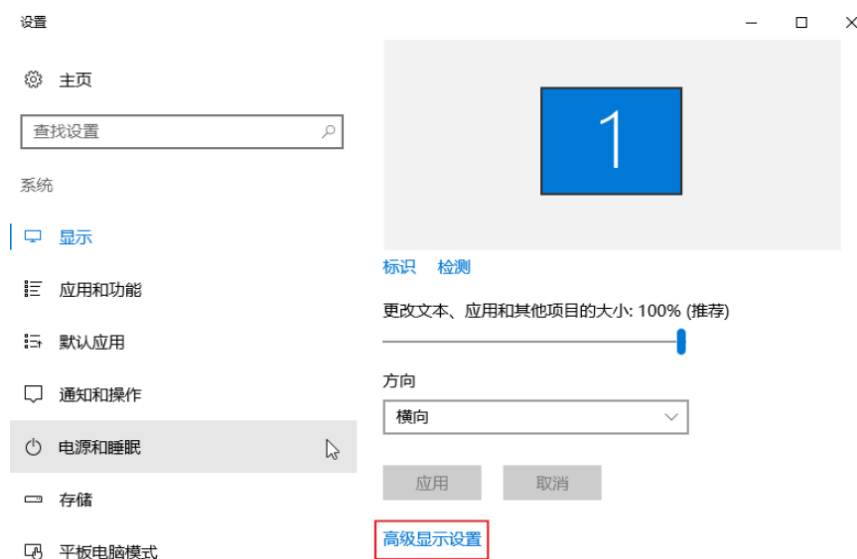 设置
主页
查找设置
系统
显示
应用和功能
默认应用
通知和操作
电源和睡眠
存储
平板电脑模式
1
标识 检测
更改文本、应用和其他项目的大小: 100% (推荐)
方向
横向
应用 取消
高级显示设置